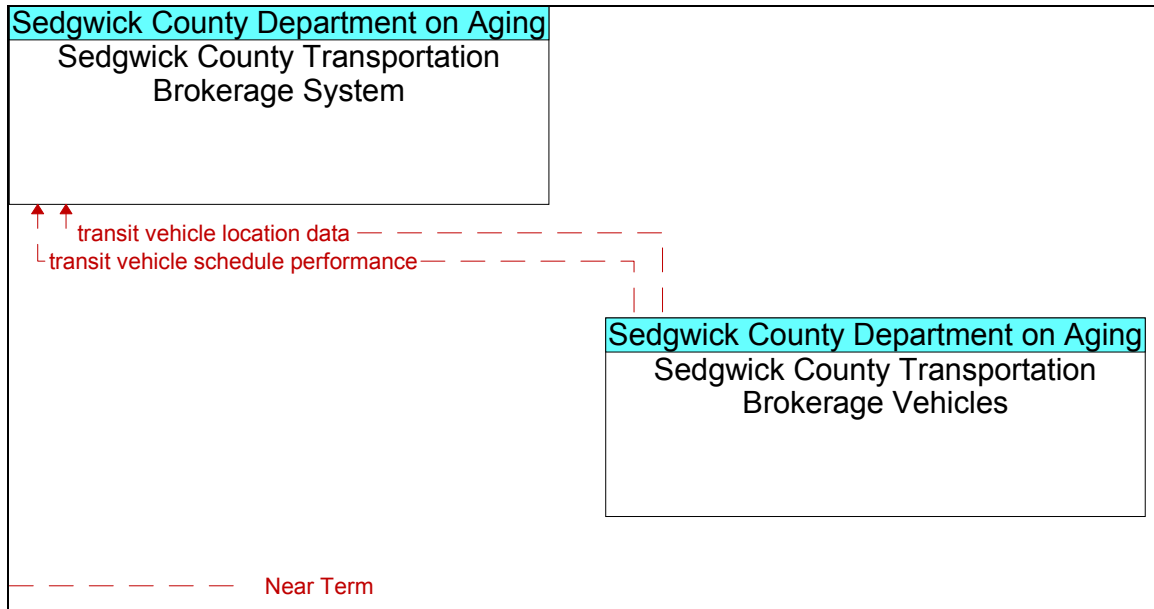 Sedgwick County Department on Aging
Sedgwick County Transportation
Brokerage System
transit vehicle location data
transit vehicle schedule performance
Sedgwick County Department on Aging
Sedgwick County Transportation
Brokerage Vehicles
Near Term